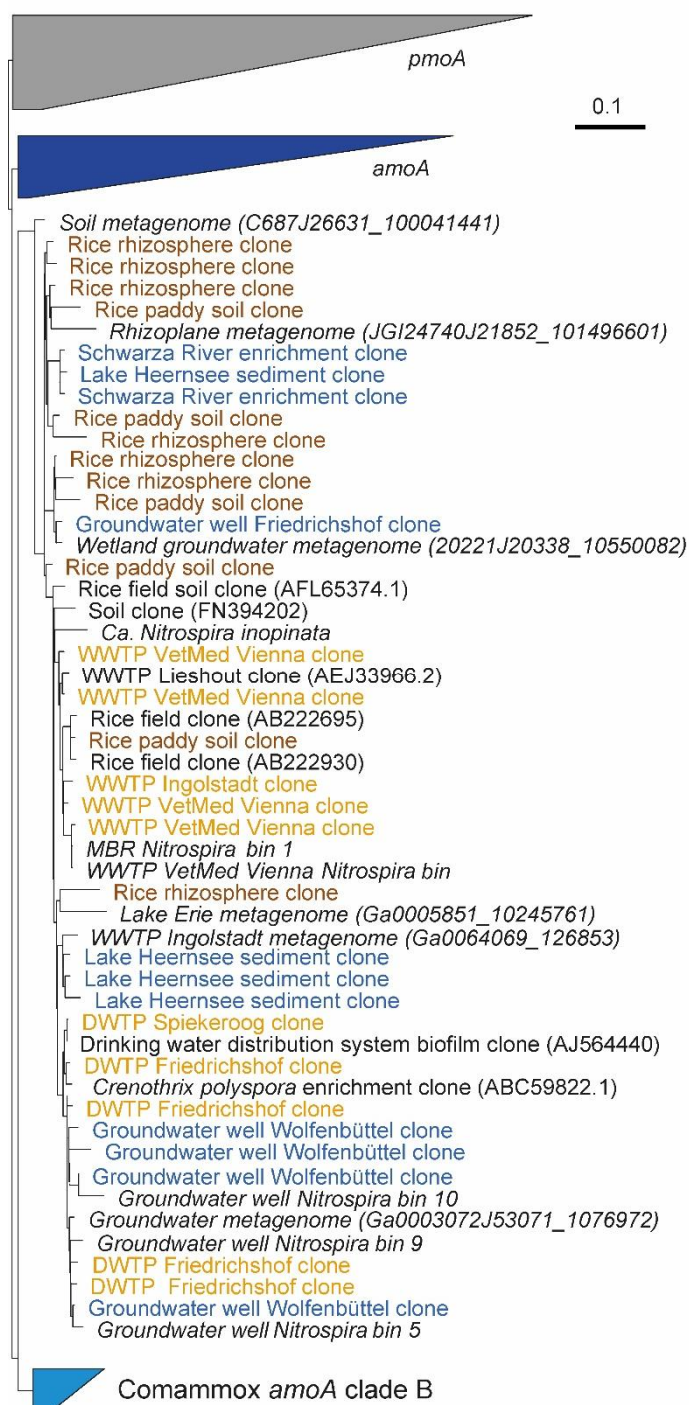 pmoA
0.1
amoA
Soil metagenome (C687J26631_100041441)
Rice rhizosphere clone
Rice rhizosphere clone
Rice rhizosphere clone
Rice paddy soil clone
Rhizoplane metagenome (JGI24740J21852_101496601)
Schwarza River enrichment clone
Lake Heernsee sediment clone
Schwarza River enrichment clone
Rice paddy soil clone
Rice rhizosphere clone
Rice rhizosphere clone
Rice rhizosphere clone
Rice paddy soil clone
Groundwater well Friedrichshof clone
Wetland groundwater metagenome (20221J20338_10550082)
Rice paddy soil clone
Rice field soil clone (AFL65374.1)
Soil clone (FN394202)
Ca. Nitrospira inopinata
WWTP VetMed Vienna clone
WWTP Lieshout clone (AEJ33966.2)
WWTP VetMed Vienna clone
Rice field clone (AB222695)
Rice paddy soil clone
Rice field clone (AB222930)
WWTP Ingolstadt clone
WWTP VetMed Vienna clone
WWTP VetMed Vienna clone
MBR Nitrospira bin 1
WWTP VetMed Vienna Nitrospira bin
Rice rhizosphere clone
Lake Erie metagenome (Ga0005851_10245761)
WWTP Ingolstadt metagenome (Ga0064069_126853)
Lake Heernsee sediment clone
Lake Heernsee sediment clone
Lake Heernsee sediment clone
DWTP Spiekeroog clone
Drinking water distribution system biofilm clone (AJ564440)
DWTP Friedrichshof clone
Crenothrix polyspora enrichment clone (ABC59822.1)
DWTP Friedrichshof clone
Groundwater well Wolfenbüttel clone
Groundwater well Wolfenbüttel clone
Groundwater well Wolfenbüttel clone
Groundwater well Nitrospira bin 10
Groundwater metagenome (Ga0003072J53071_1076972)
Groundwater well Nitrospira bin 9
DWTP Friedrichshof clone
DWTP Friedrichshof clone
Groundwater well Wolfenbüttel clone
Groundwater well Nitrospira bin 5
Comammox amoA clade B